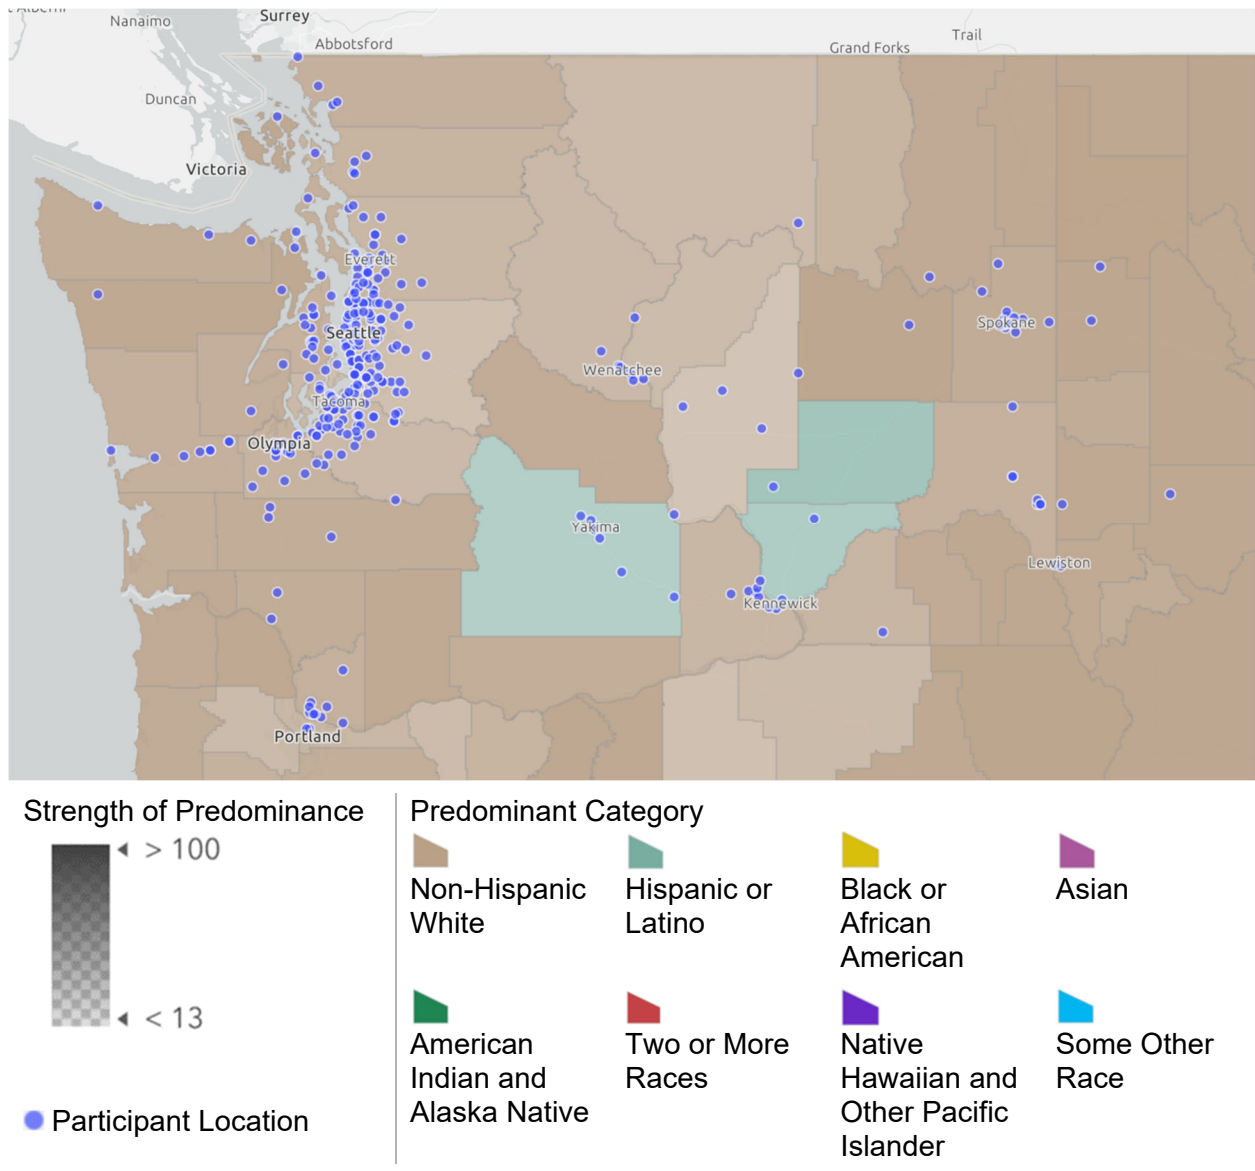 Surrey
Nanaimo
Abbotsford
Trail
Grand Forks
Duncan
Victoria
Everett
Seattle
Spokane
Wenatchee
Tacoma
Olympia
Yakima
Lewiston
Kennewick
Portland
Strength of Predominance
> 100
< 13
Participant Location
Predominant Category
Non-Hispanic
White
Hispanic or
Latino
Black or
African
American
Asian
American
Indian and
Alaska Native
Two or More
Races
Native
Hawaiian and
Other Pacific
Islander
Some Other
Race